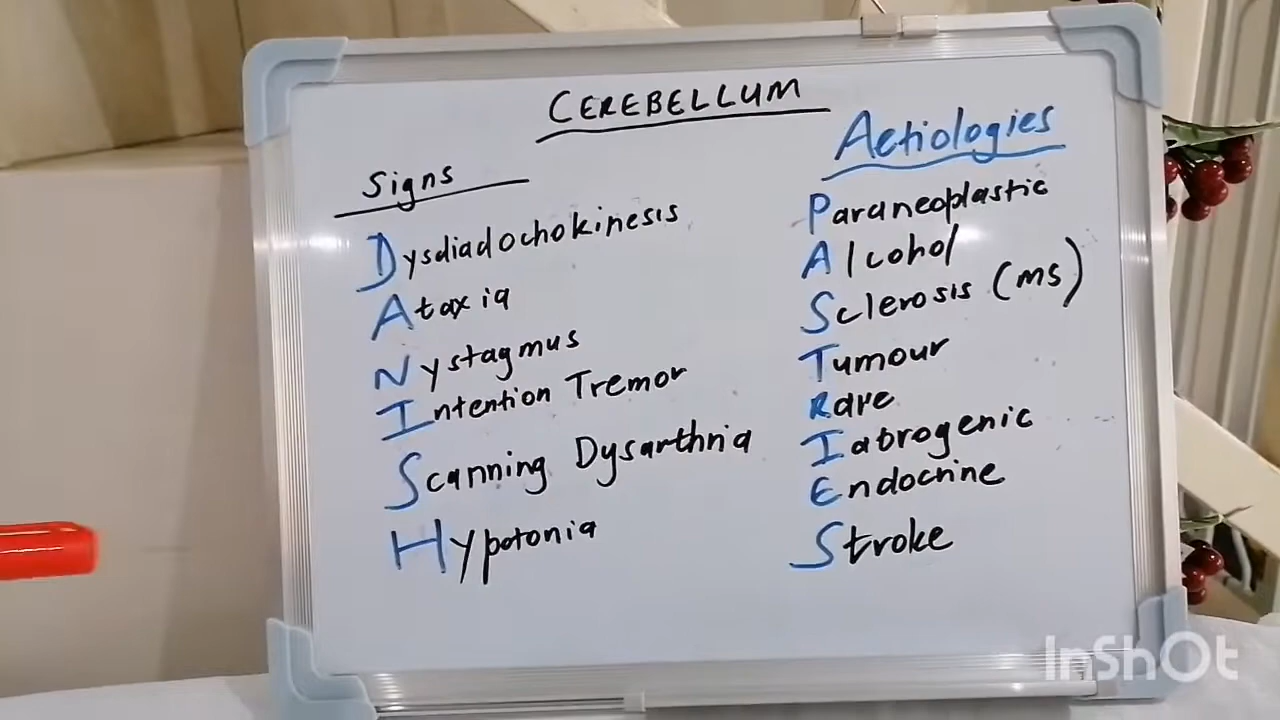 CEREBELLUM
Signs
Dysdiadochokinesis
Ataxia
Nystagmus
Intention Tremor
Scanning Dysarthria
Hypotonia
Aetiologies
Paraneoplastic
Alcohol
Sclerosis (ms)
Tumour
Rare
Iatrogenic
Endocrine
Stroke
InShOt